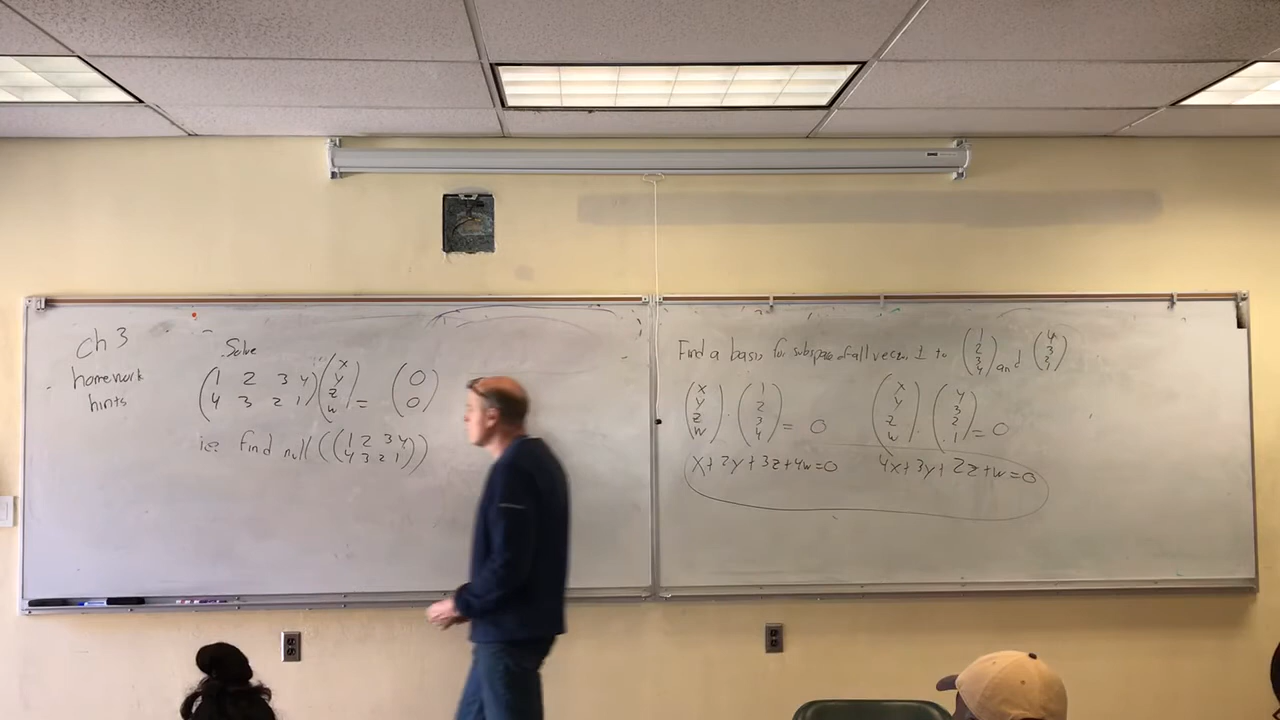 ch 3
homework
hints
Solve
(1 2 3 4
4 3 2 1) (x
y
z
w) = (0
0)
i.e. find null((1 2 3 4
4 3 2 1))
Find a basis for subspace of all vecs. ⊥ to (1
2
3
4) and (4
3
2
1)
(x
y
z
w) · (1
2
3
4) = 0
(x
y
z
w) · (4
3
2
1) = 0
x+2y+3z+4w=0
4x+3y+2z+w=0